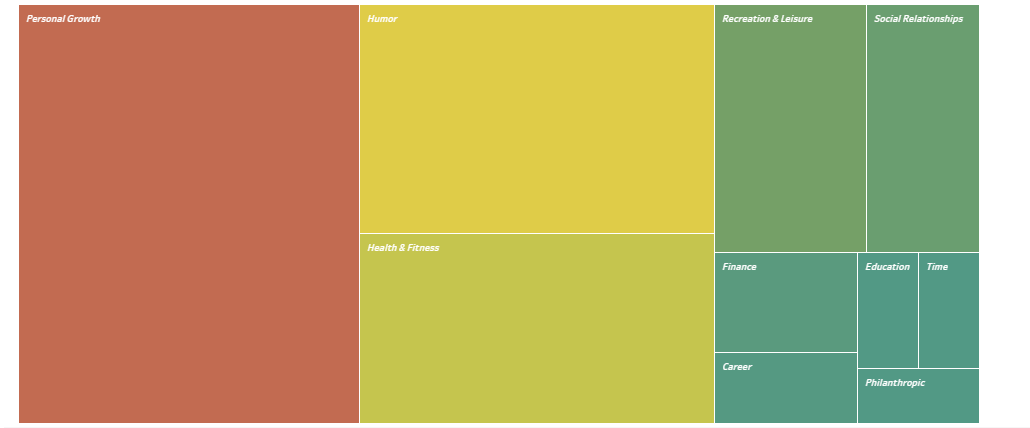 Personal Growth
Humor
Recreation & Leisure
Social Relationships
Health & Fitness
Finance
Education
Time
Career
Philanthropic